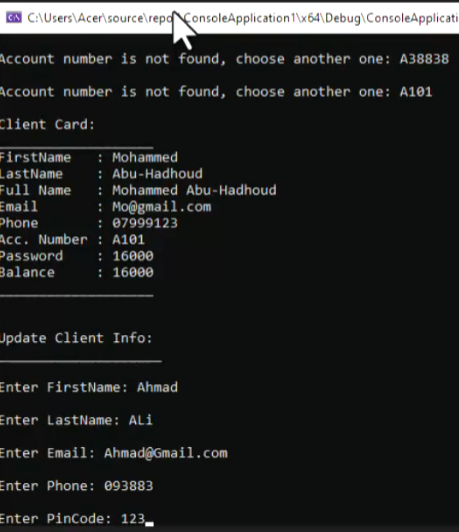 C:\Users\Acer\source\repo\ConsoleApplication1\x64\Debug\ConsoleApplicati
Account number is not found, choose another one: A38838
Account number is not found, choose another one: A101
Client Card:
___________________
FirstName   : Mohammed
LastName    : Abu-Hadhoud
Full Name   : Mohammed Abu-Hadhoud
Email       : Mo@gmail.com
Phone       : 07999123
Acc. Number : A101
Password    : 16000
Balance     : 16000
___________________
Update Client Info:
____________________
Enter FirstName: Ahmad
Enter LastName: ALi
Enter Email: Ahmad@Gmail.com
Enter Phone: 093883
Enter PinCode: 123_